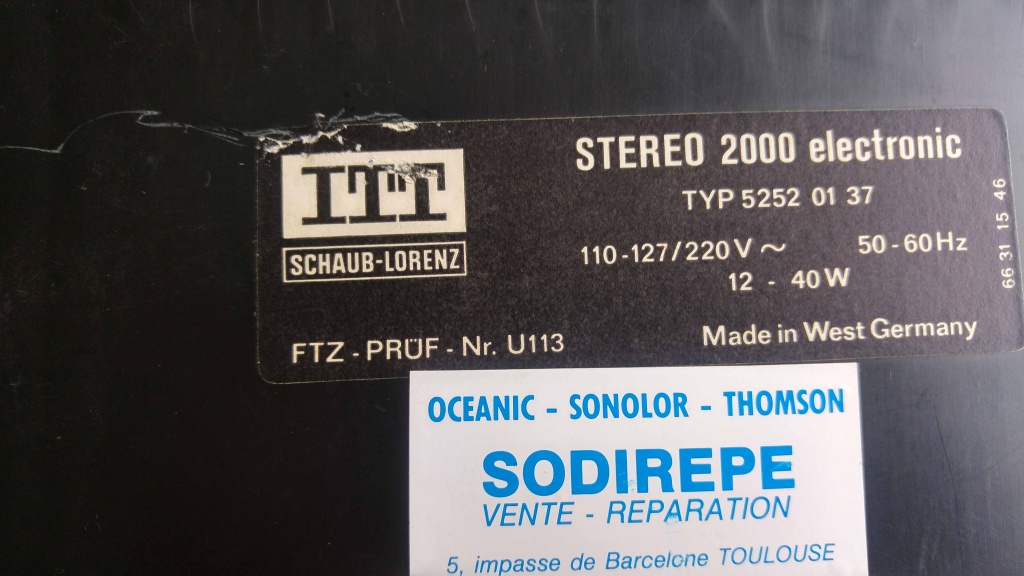 ITT
SCHAUB-LORENZ
STEREO 2000 electronic
TYP 5252 01 37
110-127/220V ~ 50-60Hz
12 - 40W
66 31 15 46
FTZ - PRÜF - Nr. U113
Made in West Germany
OCEANIC - SONOLOR - THOMSON
SODIREPE
VENTE - REPARATION
5, impasse de Barcelone TOULOUSE